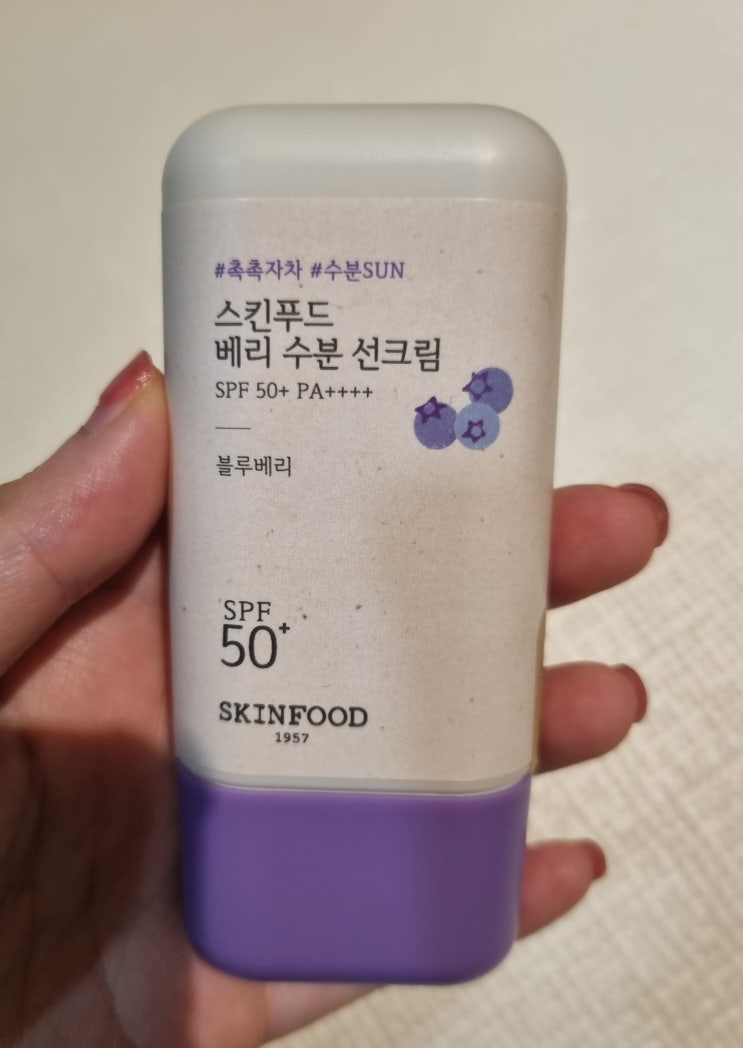 #촉촉자차 #수분SUN
스킨푸드
베리 수분 선크림
SPF 50+ PA++++
블루베리
SPF
50+
SKINFOOD
1957